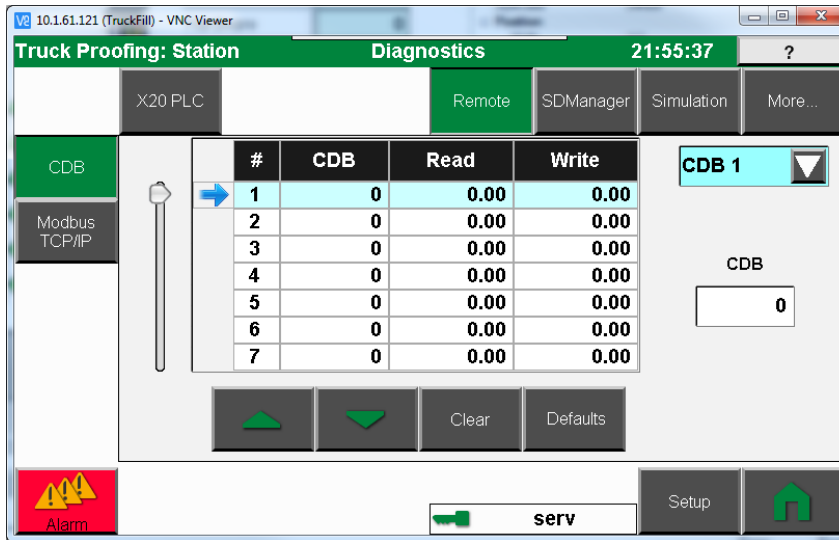 10.1.61.121 (TruckFill) - VNC Viewer
Truck Proofing: Station Diagnostics 21:55:37 ?
X20 PLC Remote SDManager Simulation More...
CDB
Modbus
TCP/IP
# CDB Read Write
1 0 0.00 0.00
2 0 0.00 0.00
3 0 0.00 0.00
4 0 0.00 0.00
5 0 0.00 0.00
6 0 0.00 0.00
7 0 0.00 0.00
CDB 1
CDB
0
Clear Defaults
Alarm
serv
Setup